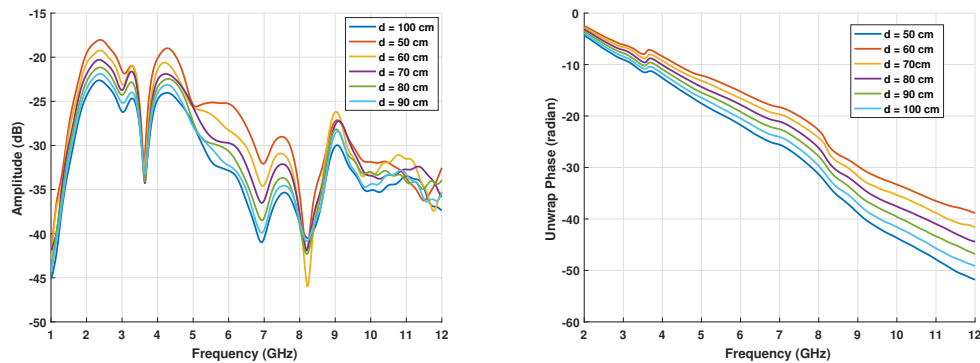 Amplitude (dB)
-15
-20
-25
-30
-35
-40
-45
-50
1 2 3 4 5 6 7 8 9 10 11 12
Frequency (GHz)
d = 100 cm
d = 50 cm
d = 60 cm
d = 70 cm
d = 80 cm
d = 90 cm
Unwrap Phase (radian)
0
-10
-20
-30
-40
-50
-60
2 3 4 5 6 7 8 9 10 11 12
Frequency (GHz)
d = 50 cm
d = 60 cm
d = 70cm
d = 80 cm
d = 90 cm
d = 100 cm